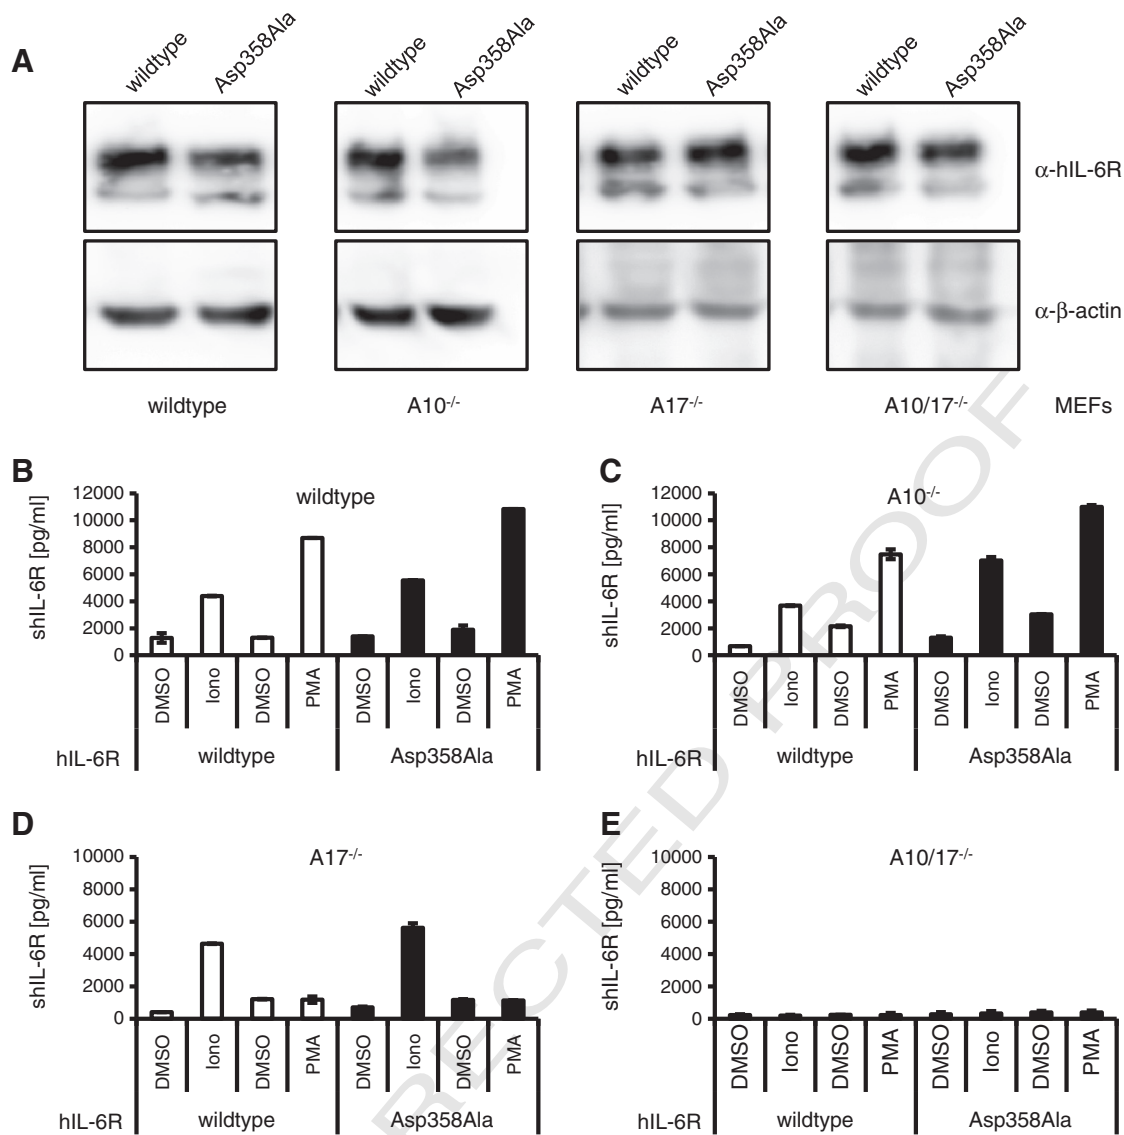 A
wildtype Asp358Ala wildtype Asp358Ala wildtype Asp358Ala wildtype Asp358Ala
α-hIL-6R
α-β-actin
wildtype A10-/- A17-/- A10/17-/- MEFs
B
wildtype
shIL-6R [pg/ml]
12000
10000
8000
6000
4000
2000
0
DMSO Iono DMSO PMA DMSO Iono DMSO PMA
hIL-6R wildtype Asp358Ala
C
A10-/-
shIL-6R [pg/ml]
12000
10000
8000
6000
4000
2000
0
DMSO Iono DMSO PMA DMSO Iono DMSO PMA
hIL-6R wildtype Asp358Ala
D
A17-/-
shIL-6R [pg/ml]
10000
8000
6000
4000
2000
0
DMSO Iono DMSO PMA DMSO Iono DMSO PMA
hIL-6R wildtype Asp358Ala
E
A10/17-/-
shIL-6R [pg/ml]
10000
8000
6000
4000
2000
0
DMSO Iono DMSO PMA DMSO Iono DMSO PMA
hIL-6R wildtype Asp358Ala
RECTED PROOF